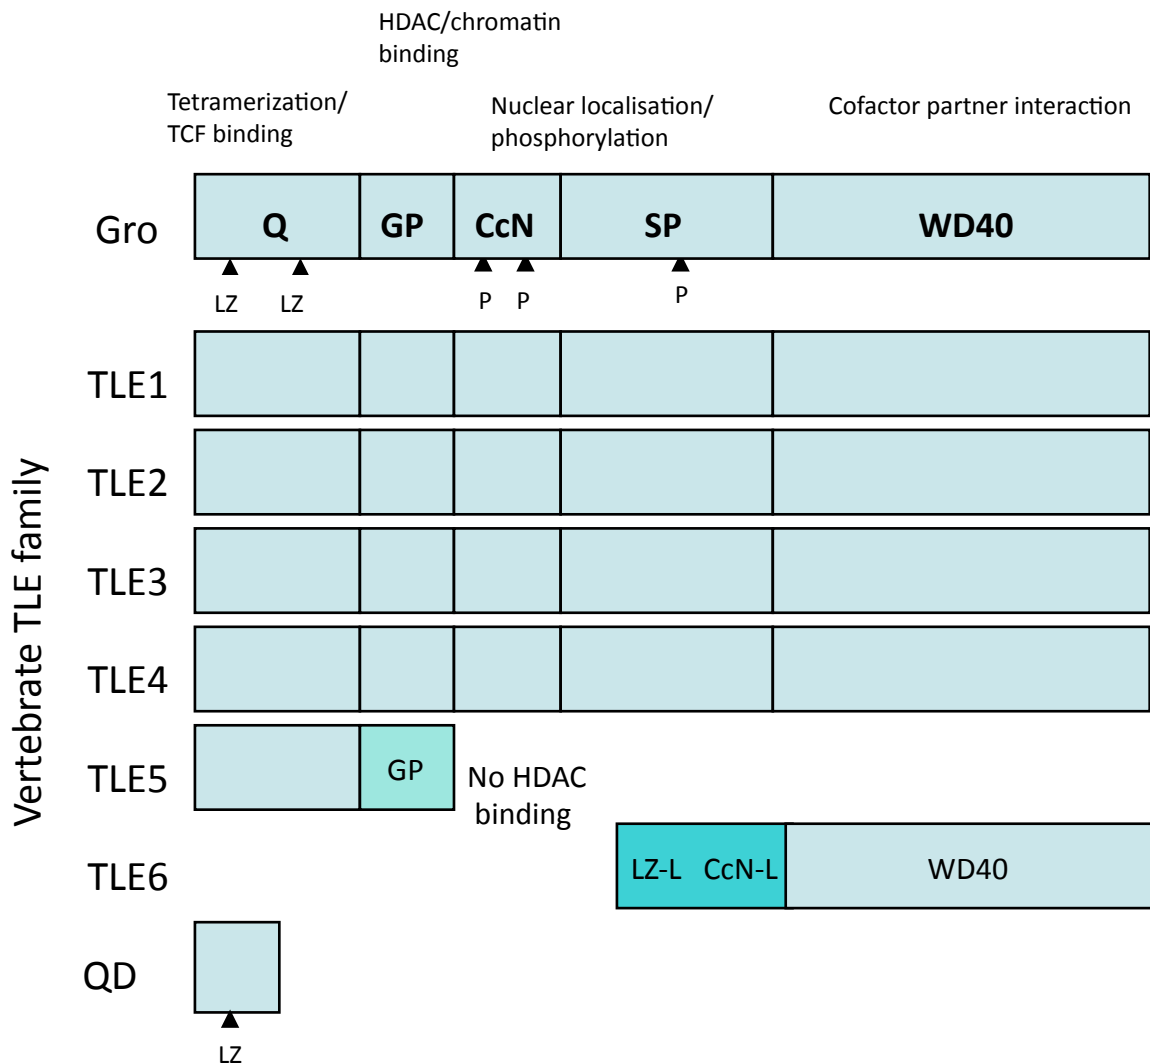 HDAC/chromatin
binding
Tetramerization/
TCF binding
Nuclear localisation/
phosphorylation
Cofactor partner interaction
Gro
Q
GP
CcN
SP
WD40
LZ
LZ
P
P
P
Vertebrate TLE family
TLE1
TLE2
TLE3
TLE4
TLE5
GP
No HDAC
binding
TLE6
LZ-L
CcN-L
WD40
QD
LZ